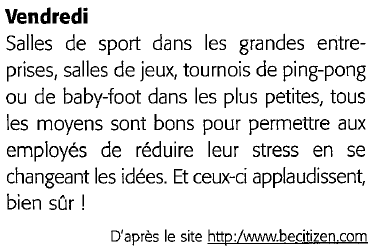 Vendredi
Salles de sport dans les grandes entre-
prises, salles de jeux, tournois de ping-pong
ou de baby-foot dans les plus petites, tous
les moyens sont bons pour permettre aux
employés de réduire leur stress en se
changeant les idées. Et ceux-ci applaudissent,
bien sûr !
D'après le site http:/www.becitizen.com